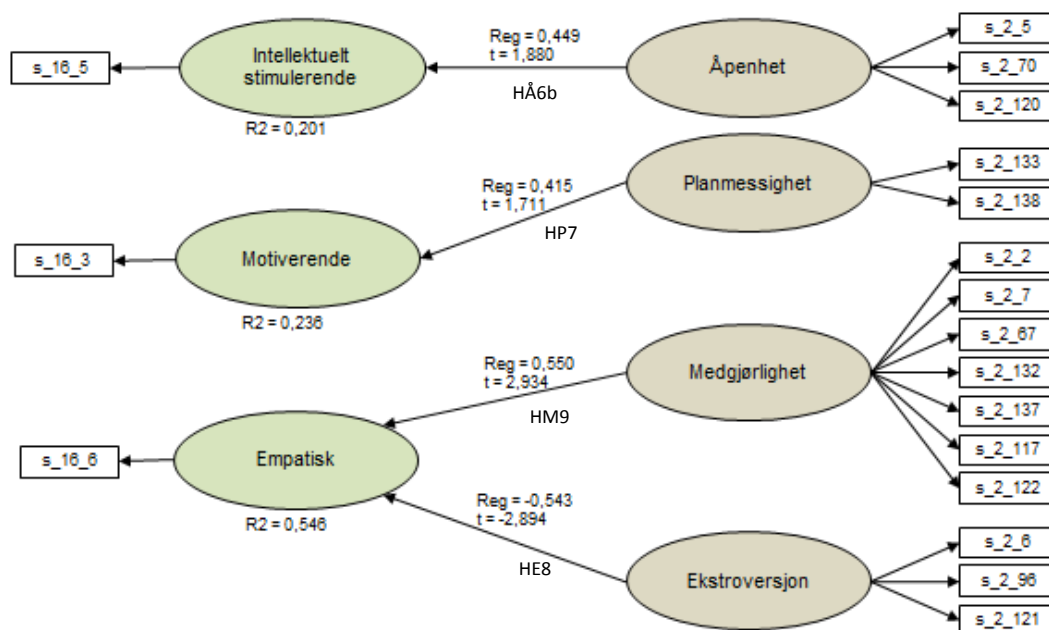 s_16_5
Intellektuelt
stimulerende
R2 = 0,201
Reg = 0,449
t = 1,880
HÅ6b
Åpenhet
s_2_5
s_2_70
s_2_120
s_16_3
Motiverende
R2 = 0,236
Reg = 0,415
t = 1,711
HP7
Planmessighet
s_2_133
s_2_138
s_16_6
Empatisk
R2 = 0,546
Reg = 0,550
t = 2,934
HM9
Medgjørlighet
s_2_2
s_2_7
s_2_67
s_2_132
s_2_137
s_2_117
s_2_122
Reg = -0,543
t = -2,894
HE8
Ekstroversjon
s_2_6
s_2_96
s_2_121